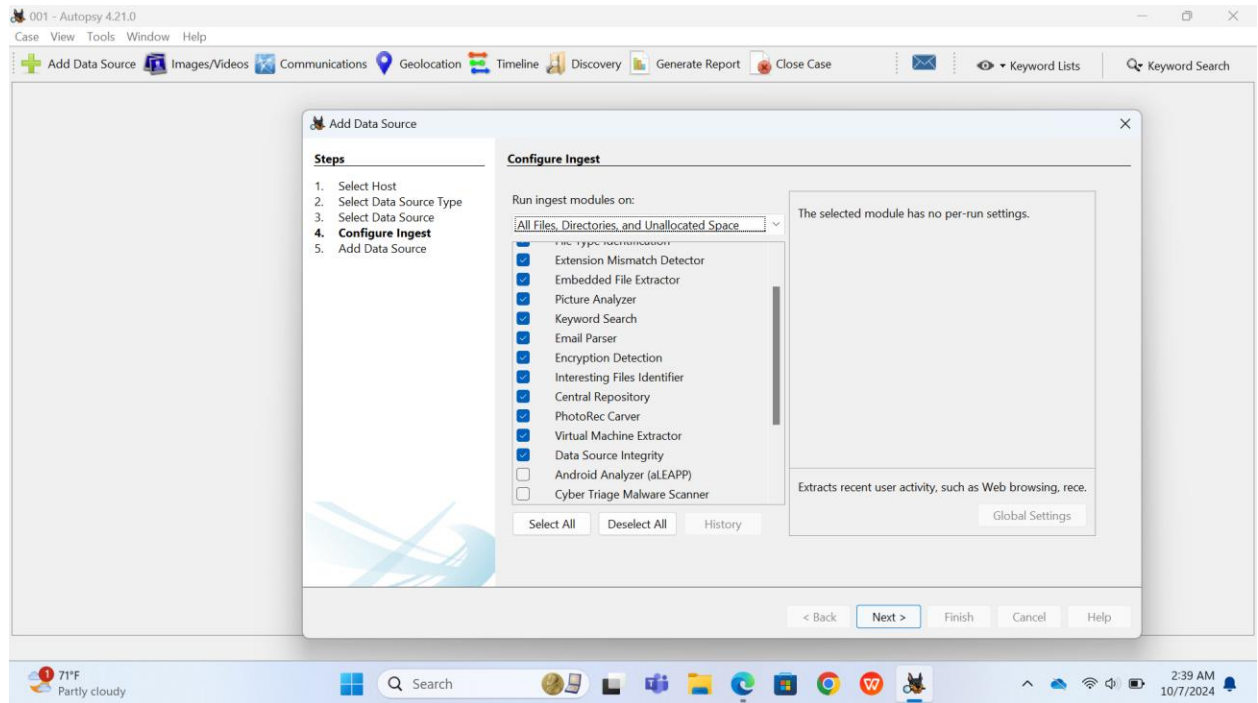 001 - Autopsy 4.21.0
Case View Tools Window Help
Add Data Source Images/Videos Communications Geolocation Timeline Discovery Generate Report Close Case Keyword Lists Keyword Search
Add Data Source
Steps
1. Select Host
2. Select Data Source Type
3. Select Data Source
4. Configure Ingest
5. Add Data Source
Configure Ingest
Run ingest modules on:
All Files, Directories, and Unallocated Space
File Type Identification
Extension Mismatch Detector
Embedded File Extractor
Picture Analyzer
Keyword Search
Email Parser
Encryption Detection
Interesting Files Identifier
Central Repository
PhotoRec Carver
Virtual Machine Extractor
Data Source Integrity
Android Analyzer (aLEAPP)
Cyber Triage Malware Scanner
Select All Deselect All History
The selected module has no per-run settings.
Extracts recent user activity, such as Web browsing, rece.
Global Settings
< Back Next > Finish Cancel Help
1
71°F
Partly cloudy
Search
2:39 AM
10/7/2024